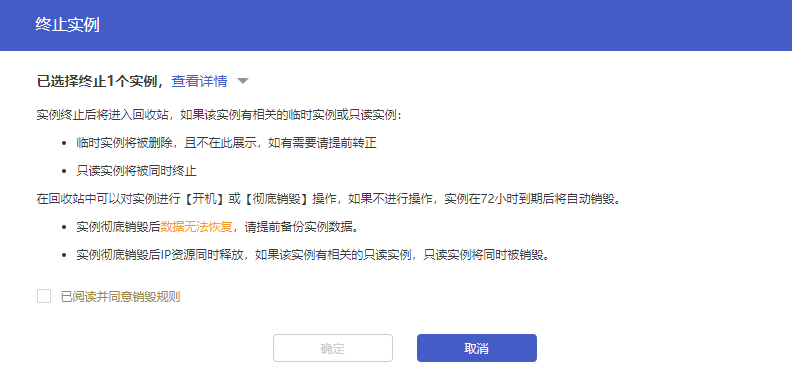 终止实例
已选择终止1个实例，查看详情
实例终止后将进入回收站，如果该实例有相关的临时实例或只读实例：
临时实例将被删除，且不在此展示，如有需要请提前转正
只读实例将被同时终止
在回收站中可以对实例进行【开机】或【彻底销毁】操作，如果不进行操作，实例在72小时到期后将自动销毁。
实例彻底销毁后数据无法恢复，请提前备份实例数据。
实例彻底销毁后IP资源同时释放，如果该实例有相关的只读实例，只读实例将同时被销毁。
已阅读并同意销毁规则
确定
取消